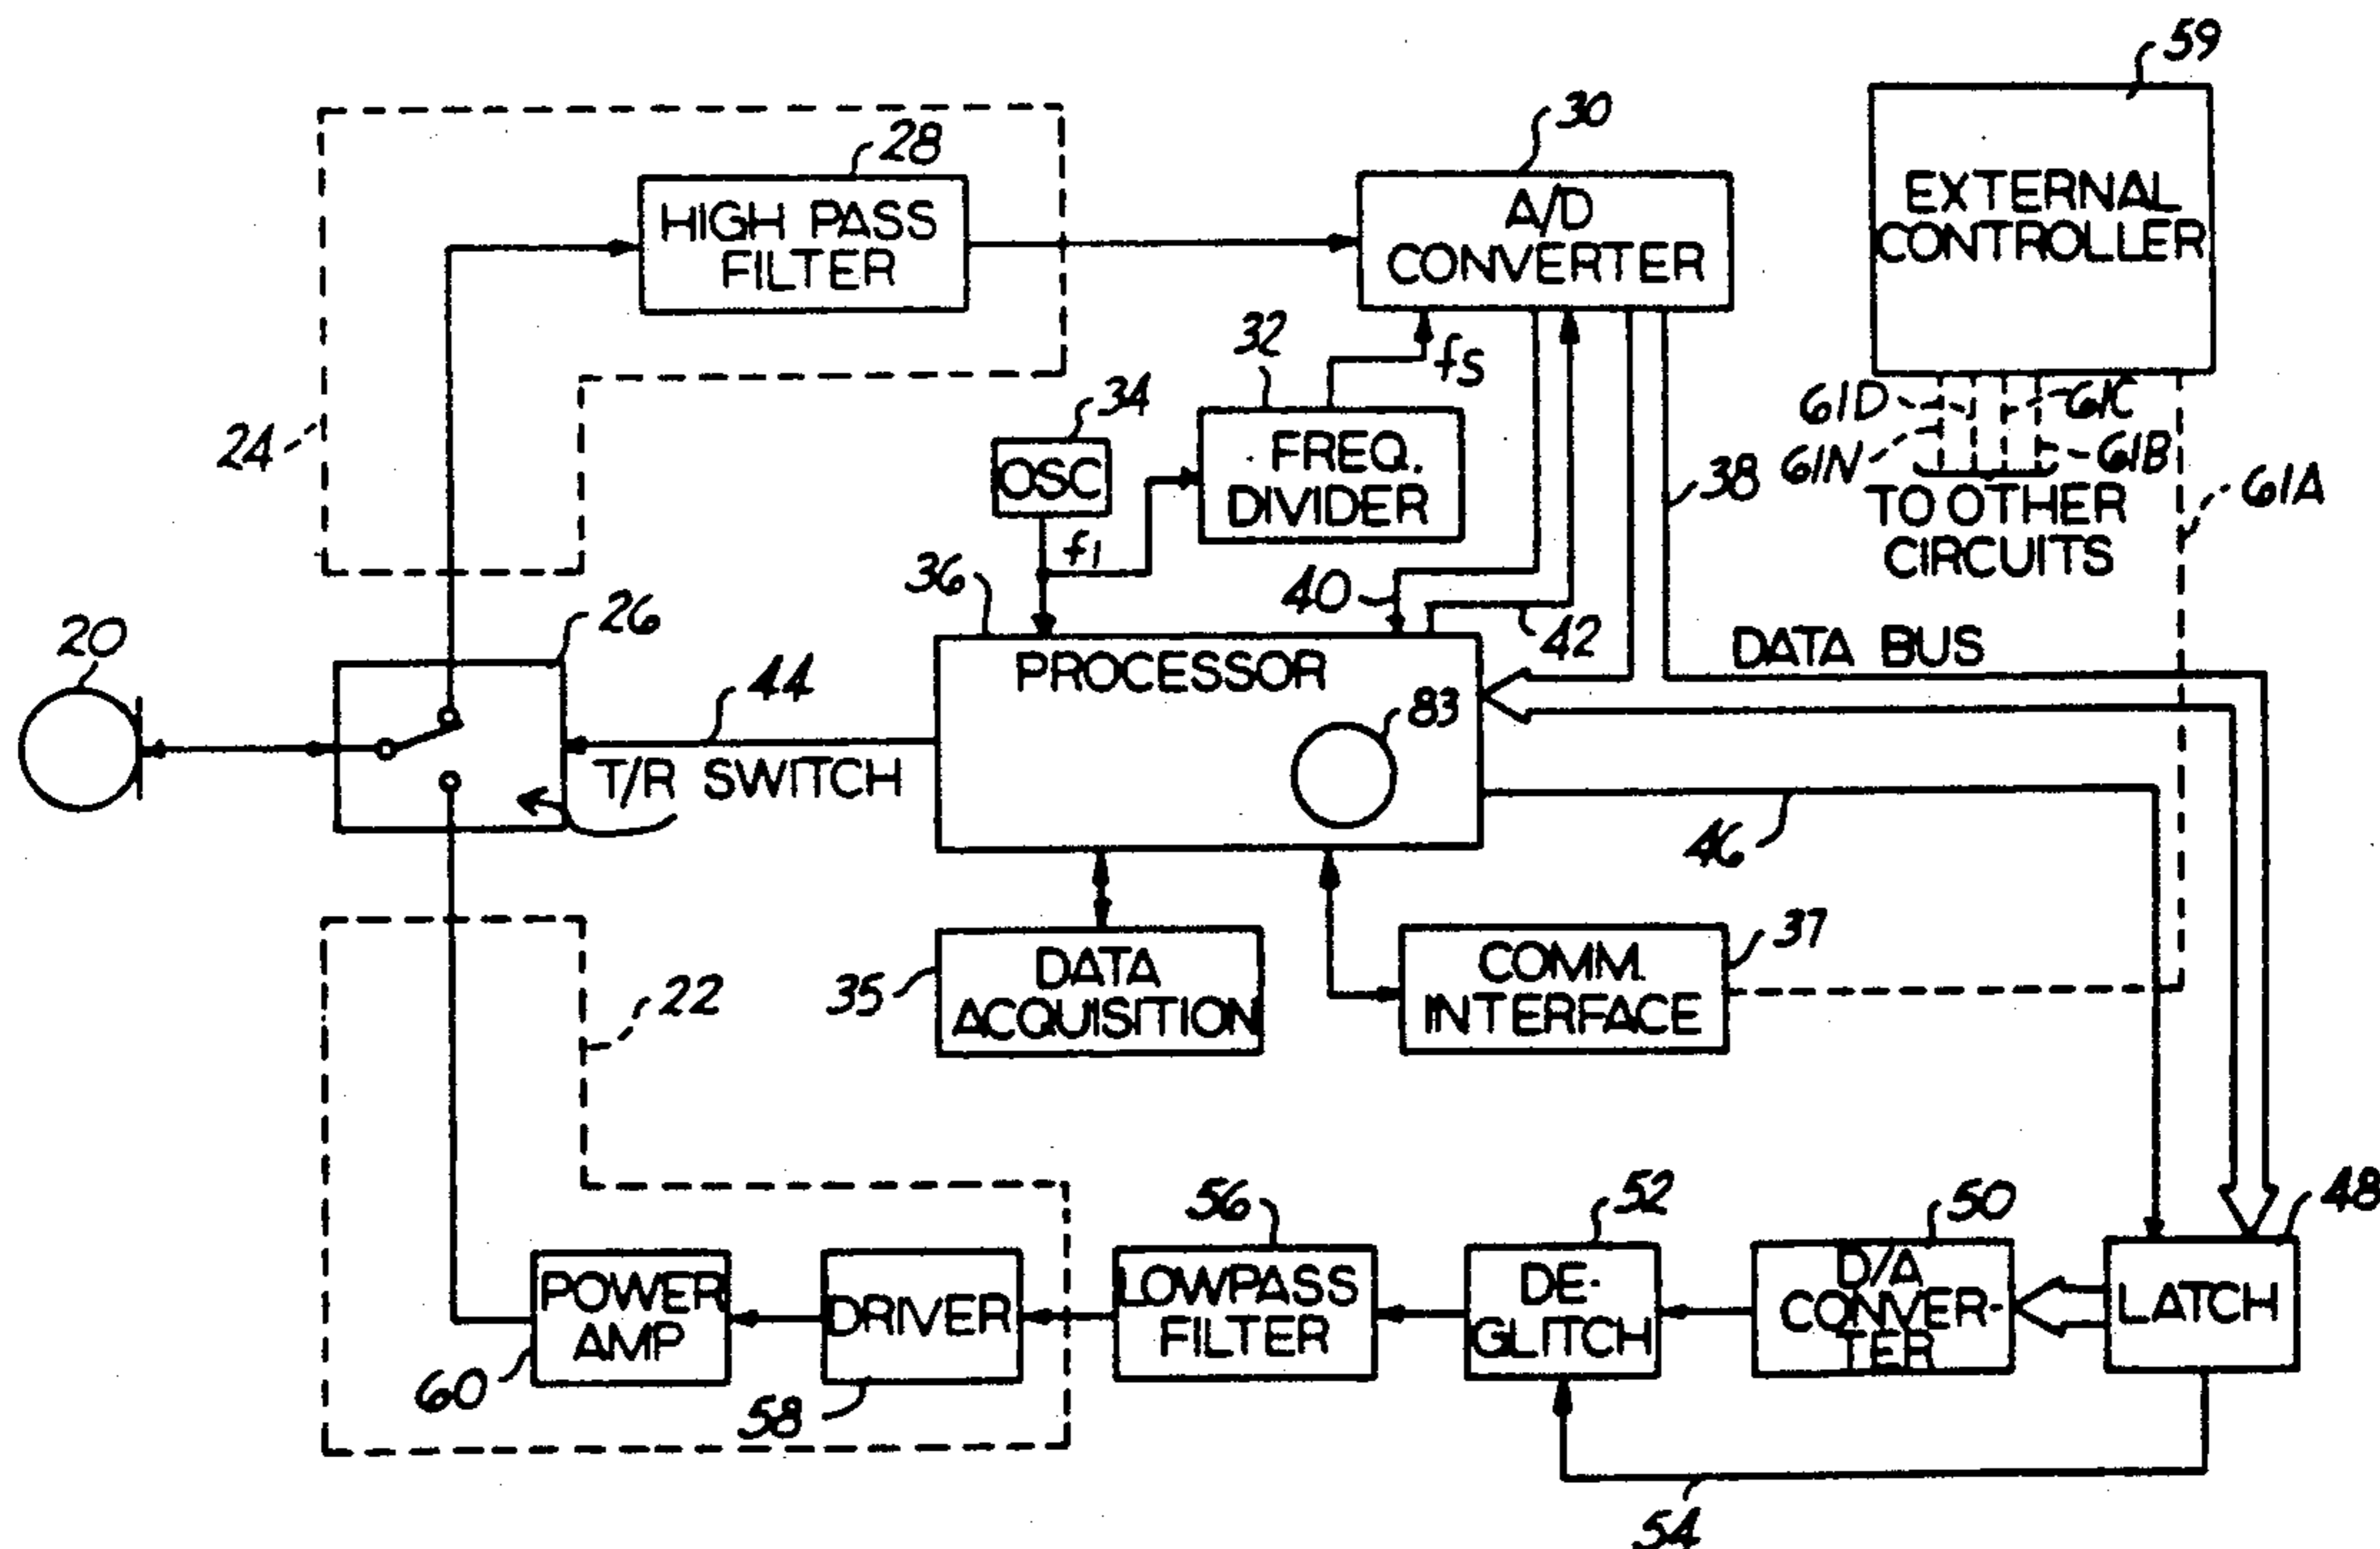 59
30
28
HIGH PASS
FILTER
A/D
CONVERTER
EXTERNAL
CONTROLLER
32
fS
34
61D
61C
24
OSC
FREQ.
DIVIDER
38
61N
61B
61A
TO OTHER
CIRCUITS
f1
36
40
42
20
26
DATA BUS
44
PROCESSOR
83
T/R SWITCH
46
37
35
DATA
ACQUISITION
COMM.
INTERFACE
22
56
52
50
48
POWER
AMP
DRIVER
LOWPASS
FILTER
DE-
GLITCH
D/A
CONVER-
TER
LATCH
60
58
54